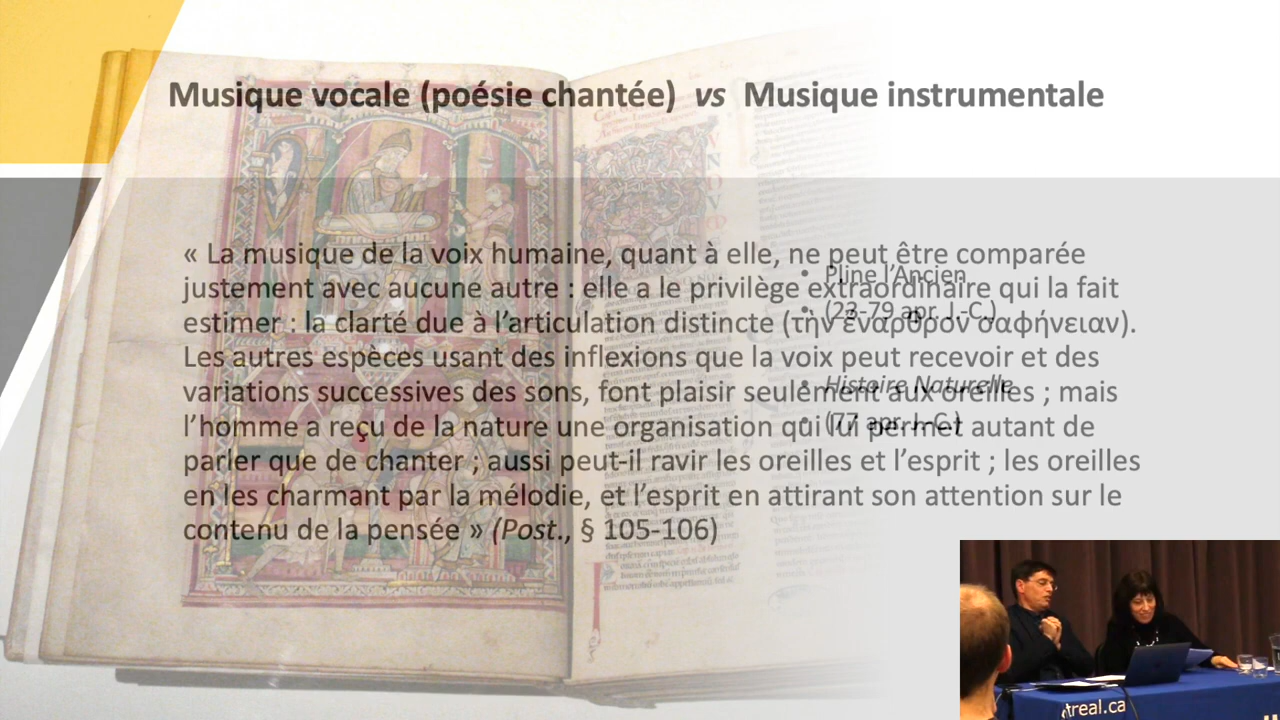 Musique vocale (poésie chantée) vs Musique instrumentale
« La musique de la voix humaine, quant à elle, ne peut être comparée
justement avec aucune autre : elle a le privilège extraordinaire qui la fait
estimer : la clarté due à l’articulation distincte (τὴν ἔναρθρον σαφήνειαν).
Les autres espèces usant des inflexions que la voix peut recevoir et des
variations successives des sons, font plaisir seulement aux oreilles ; mais
l’homme a reçu de la nature une organisation qui lui permet autant de
parler que de chanter ; aussi peut-il ravir les oreilles et l’esprit ; les oreilles
en les charmant par la mélodie, et l’esprit en attirant son attention sur le
contenu de la pensée » (Post., § 105-106)
• Pline l’Ancien
• (23-79 apr. J.-C.)
• Histoire Naturelle
• (77 apr. J.-C.)
treal.ca